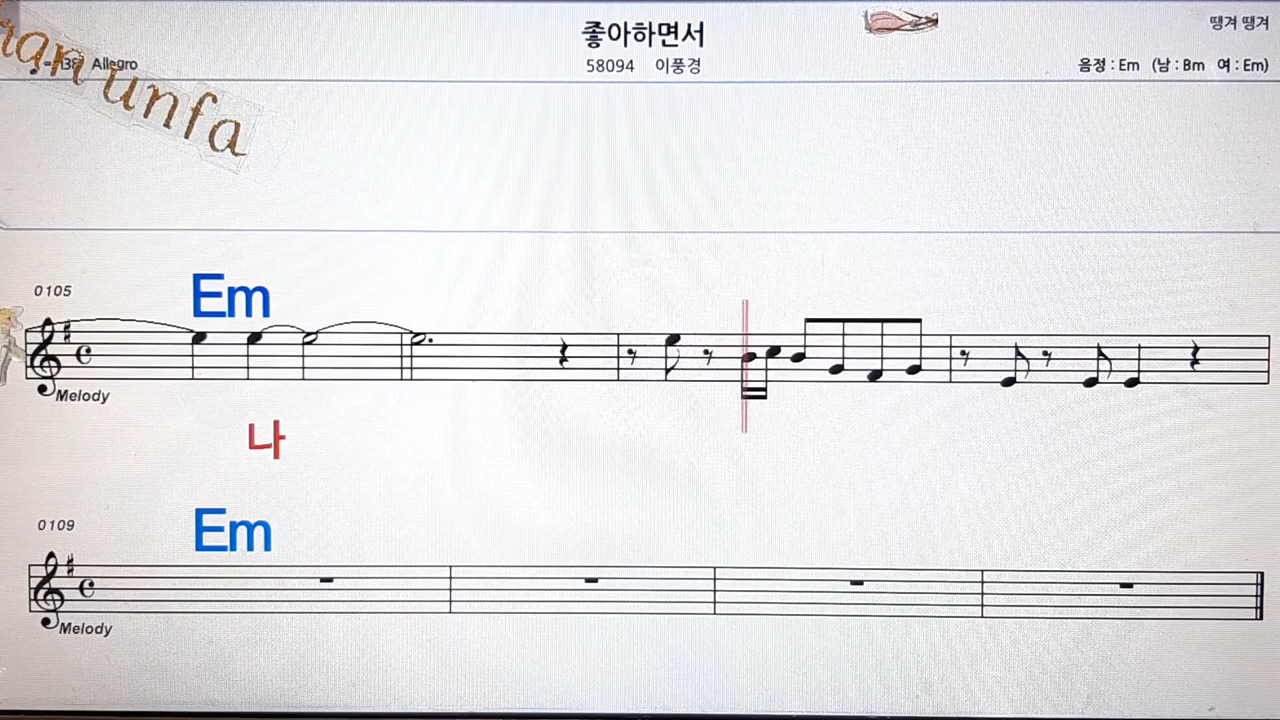 좋아하면서
땡겨 땡겨
58094 이풍경
Allegro
음정 : Em (남 : Bm 여 : Em)
unfa
0105
Em
Melody
나
0109
Em
Melody